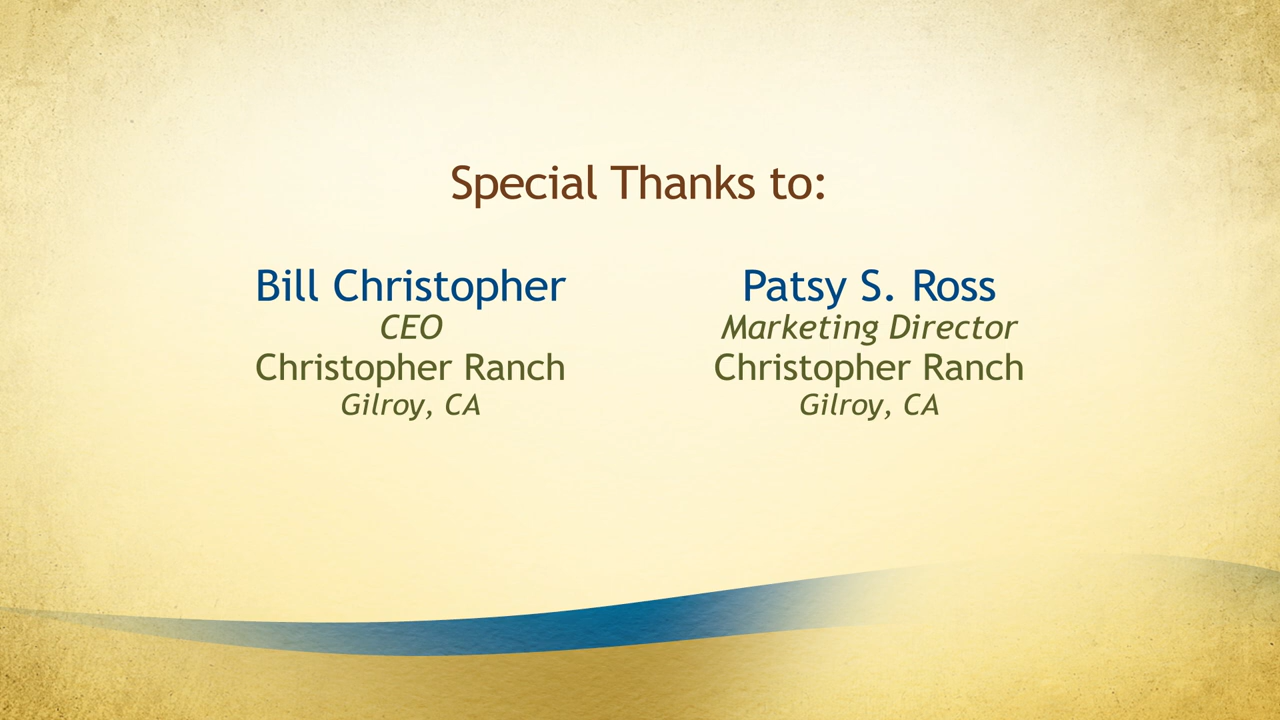 Special Thanks to:
Bill Christopher
CEO
Christopher Ranch
Gilroy, CA
Patsy S. Ross
Marketing Director
Christopher Ranch
Gilroy, CA